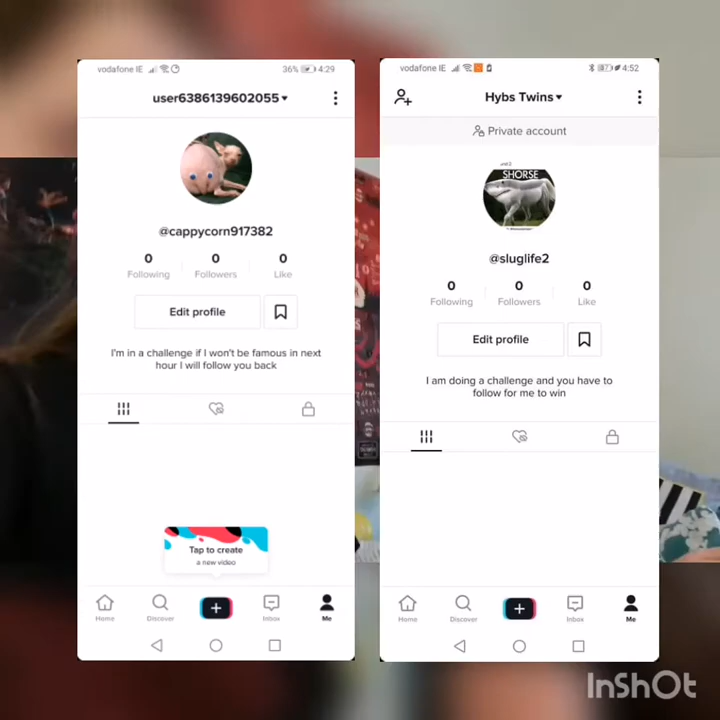 vodafone IE
36% 4:29
user6386139602055
@cappycorn917382
0 0 0
Following Followers Like
Edit profile
I'm in a challenge if I won't be famous in next
hour I will follow you back
Tap to create
a new video
Home Discover Inbox Me
vodafone IE
4:52
Hybs Twins
Private account
SHORSE
@sluglife2
0 0 0
Following Followers Like
Edit profile
I am doing a challenge and you have to
follow for me to win
Home Discover Inbox Me
InShOt